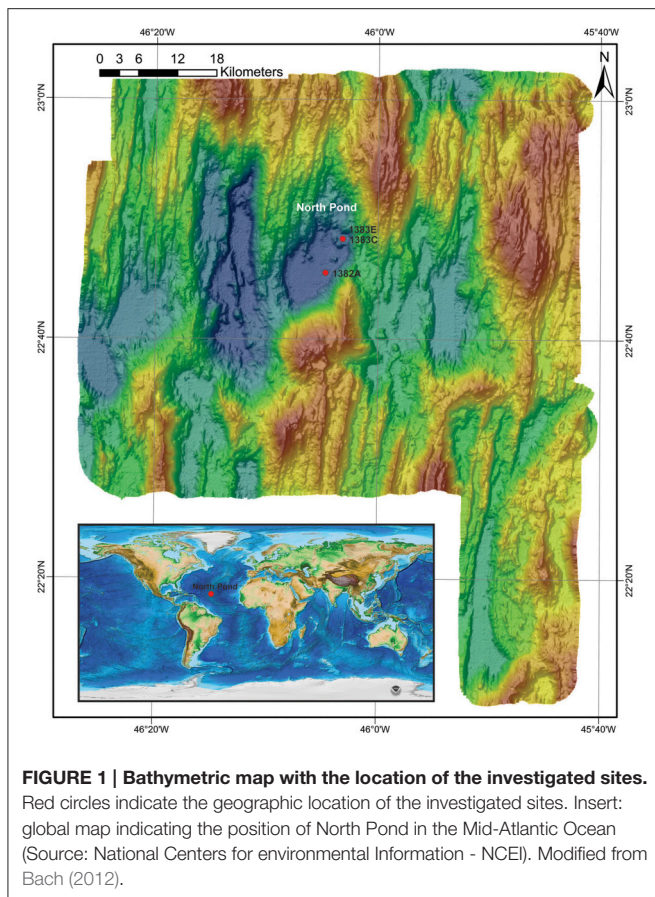 46°20'W
46°0'W
45°40'W
0 3 6 12 18
Kilometers
N
23°0'N
23°0'N
North Pond
1383E
1383C
1382A
22°40'N
22°40'N
North Pond
22°20'N
22°20'N
46°20'W
46°0'W
45°40'W
FIGURE 1 | Bathymetric map with the location of the investigated sites.
Red circles indicate the geographic location of the investigated sites. Insert:
global map indicating the position of North Pond in the Mid-Atlantic Ocean
(Source: National Centers for environmental Information - NCEI). Modified from
Bach (2012).